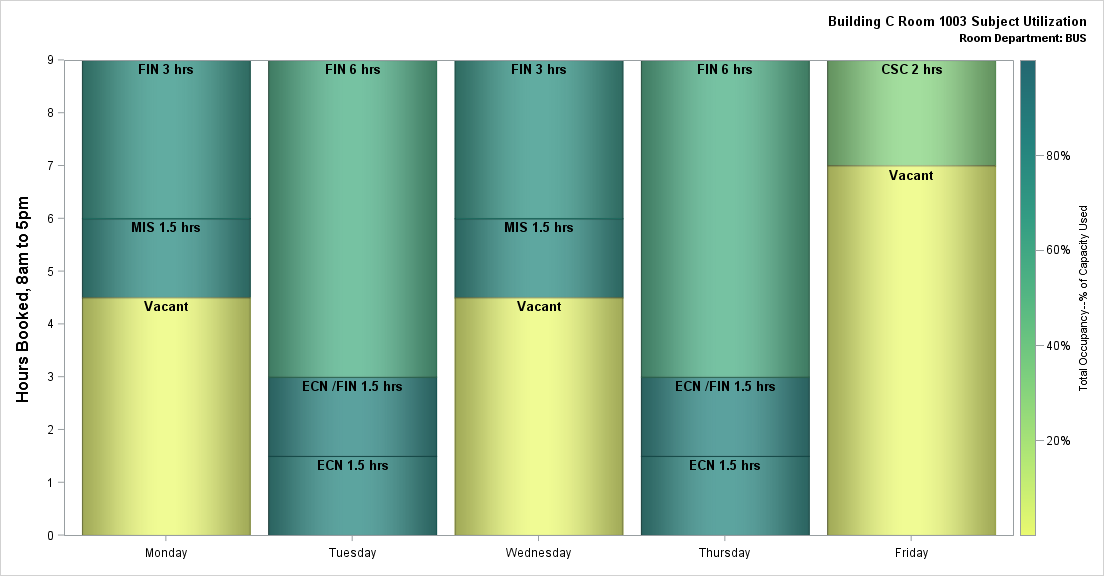 Building C Room 1003 Subject Utilization
Room Department: BUS
Hours Booked, 8am to 5pm
9
8
7
6
5
4
3
2
1
0
FIN 3 hrs
MIS 1.5 hrs
Vacant
FIN 6 hrs
ECN /FIN 1.5 hrs
ECN 1.5 hrs
FIN 3 hrs
MIS 1.5 hrs
Vacant
FIN 6 hrs
ECN /FIN 1.5 hrs
ECN 1.5 hrs
CSC 2 hrs
Vacant
Monday
Tuesday
Wednesday
Thursday
Friday
80%
60%
40%
20%
Total Occupancy--% of Capacity Used